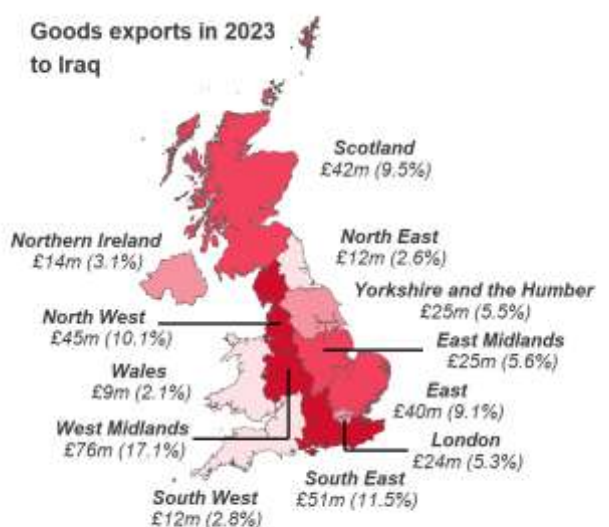 Goods exports in 2023
to Iraq
Scotland
£42m (9.5%)
Northern Ireland
£14m (3.1%)
North East
£12m (2.6%)
Yorkshire and the Humber
£25m (5.5%)
North West
£45m (10.1%)
East Midlands
£25m (5.6%)
Wales
£9m (2.1%)
East
£40m (9.1%)
West Midlands
£76m (17.1%)
London
£24m (5.3%)
South East
£51m (11.5%)
South West
£12m (2.8%)